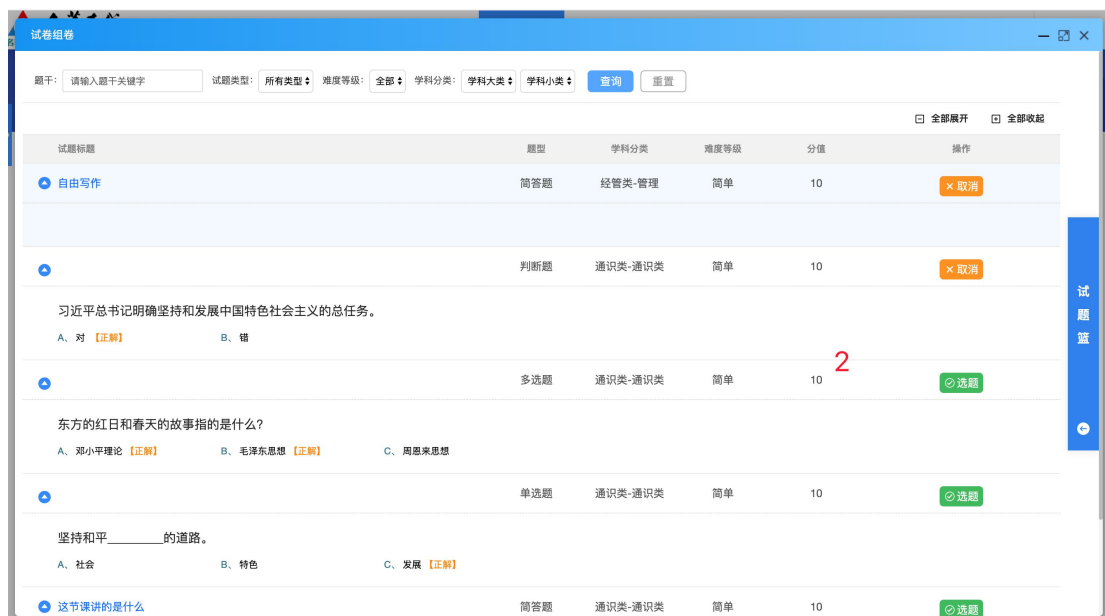 试卷组卷
题干: 请输入题干关键字 试题类型: 所有类型 难度等级: 全部 学科分类: 学科大类 学科小类 查询 重置
全部展开 全部收起
试题标题 题型 学科分类 难度等级 分值 操作
自由写作 简答题 经管类-管理 简单 10 × 取消
判断题 通识类-通识类 简单 10 × 取消
习近平总书记明确坚持和发展中国特色社会主义的总任务。
A、 对 【正解】 B、 错
2
多选题 通识类-通识类 简单 10 选题
东方的红日和春天的故事指的是什么?
A、 邓小平理论 【正解】 B、 毛泽东思想 【正解】 C、 周恩来思想
单选题 通识类-通识类 简单 10 选题
坚持和平________的道路。
A、 社会 B、 特色 C、 发展 【正解】
这节课讲的是什么 简答题 通识类-通识类 简单 10 选题
试题篮